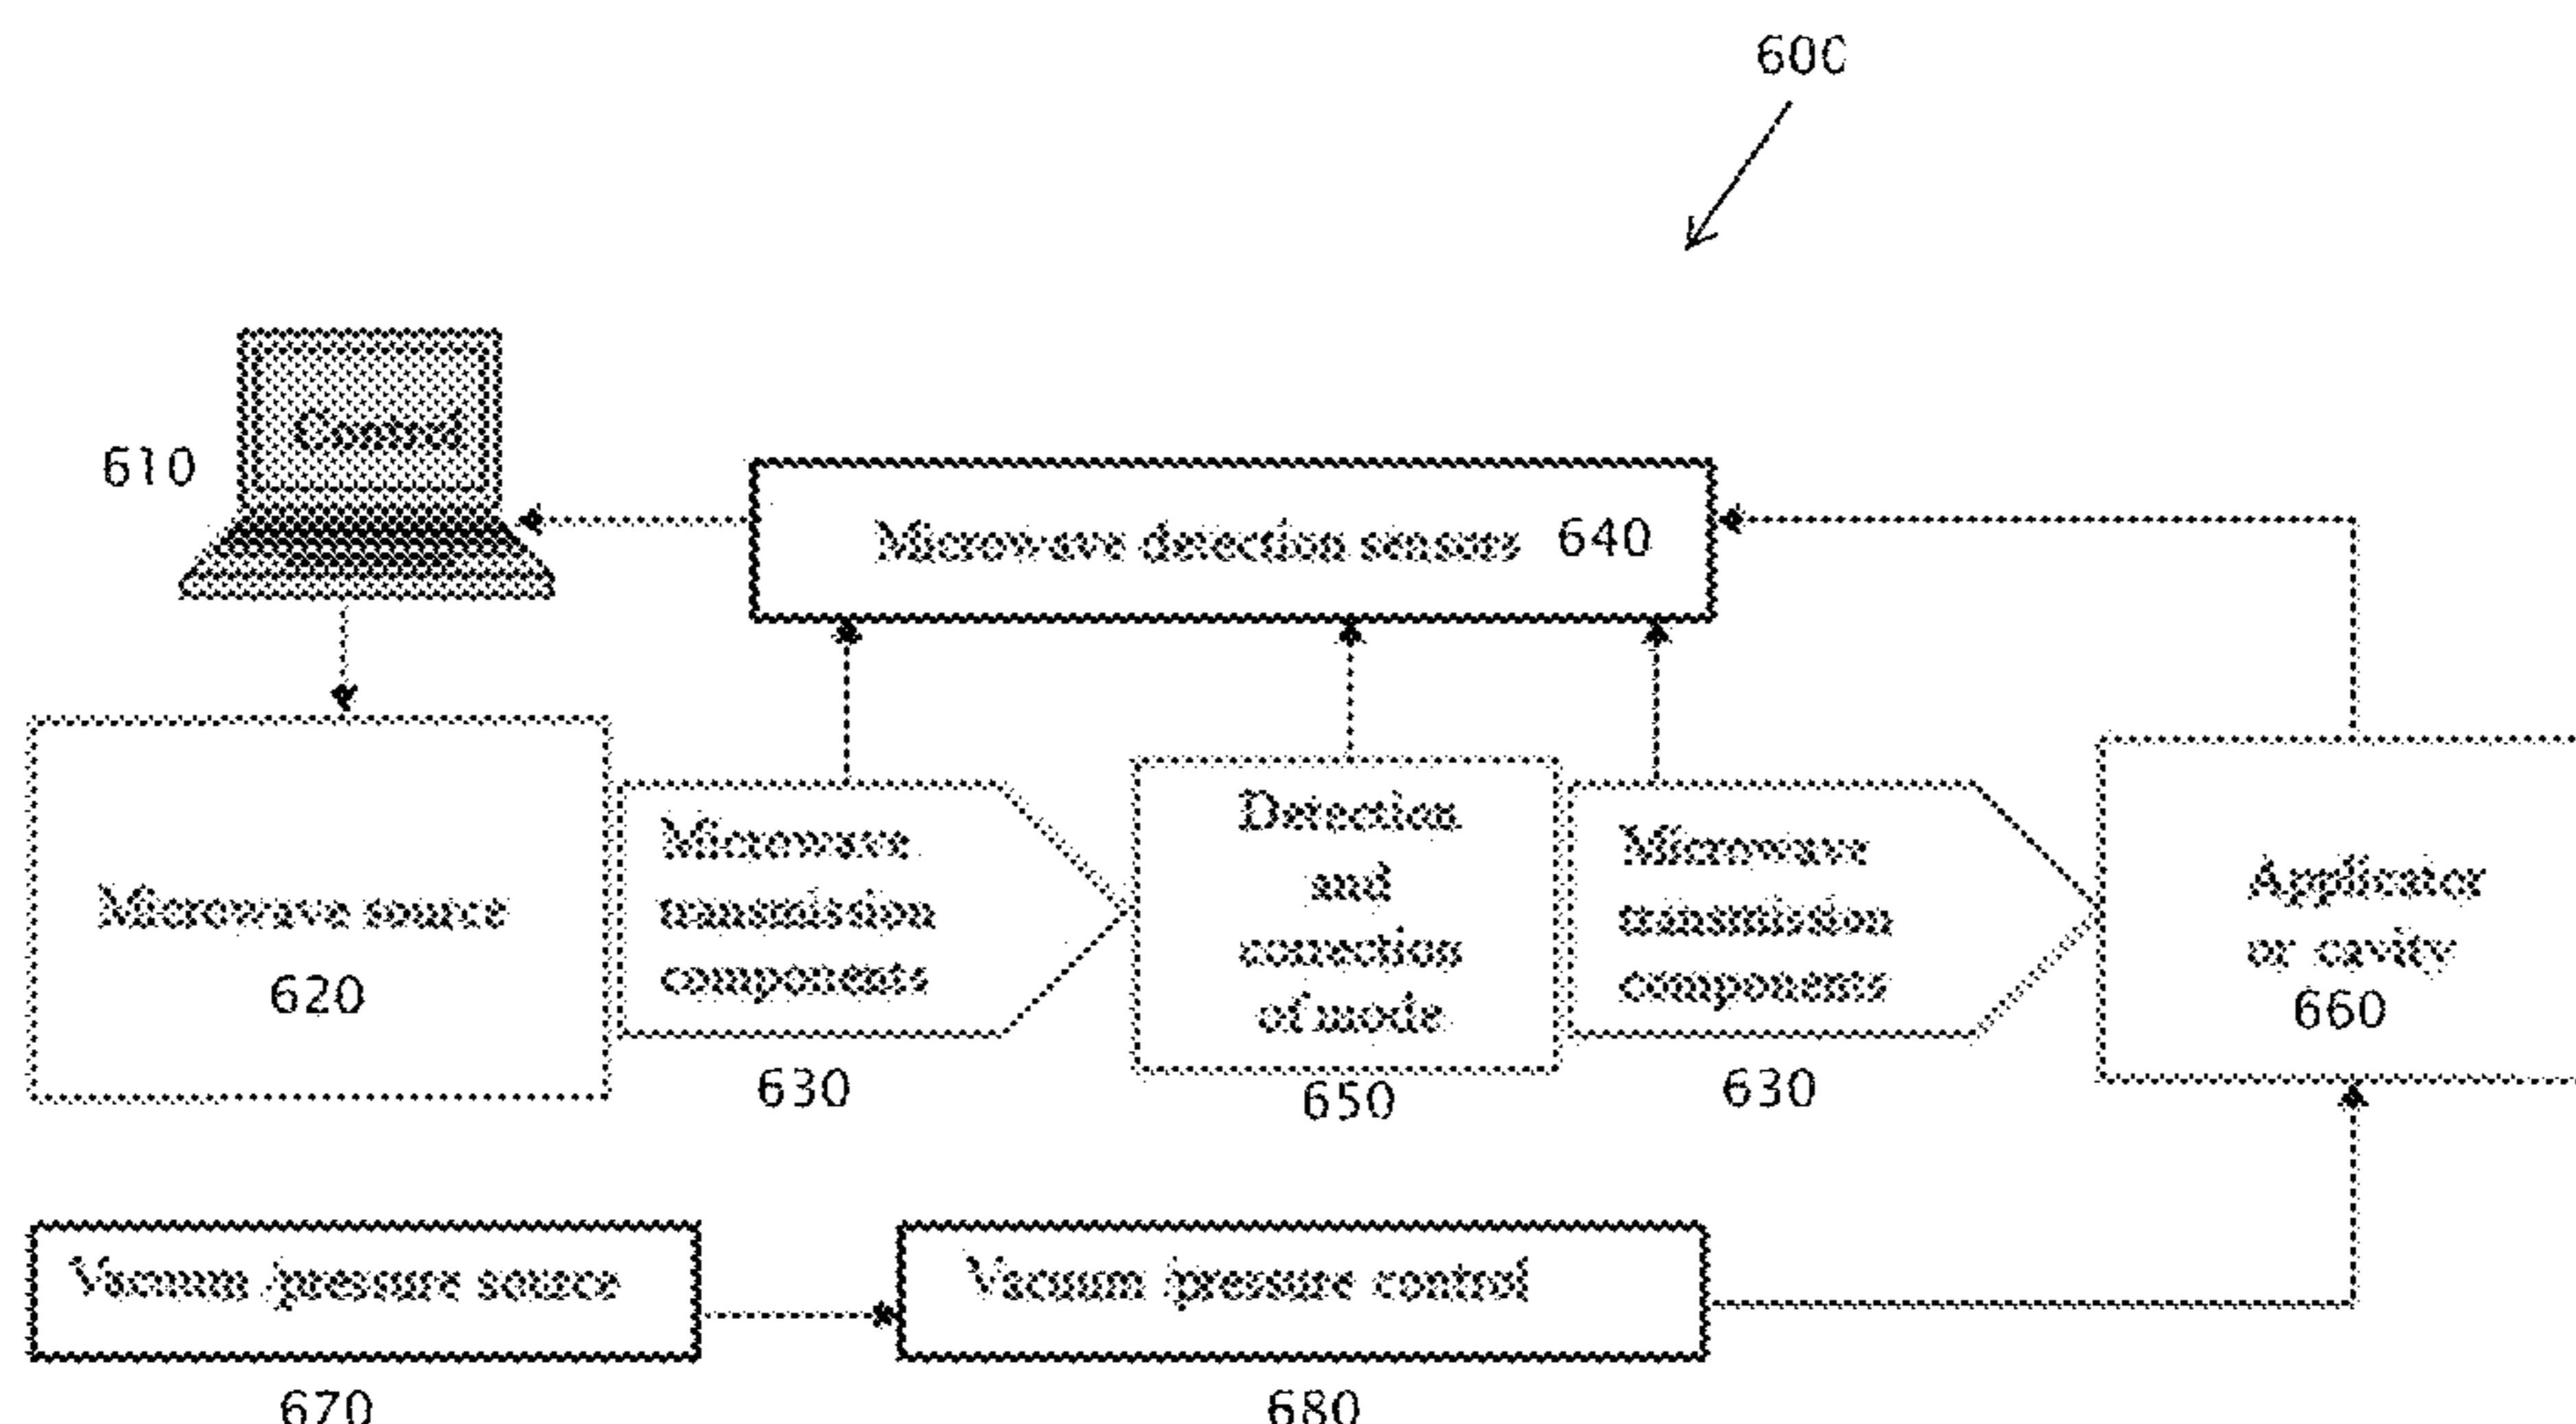 600
Control
610
Microwave detection sensors 640
Microwave source
620
Microwave
transmission
components
630
Detection
and
correction
of mode
650
Microwave
transmission
components
630
Applicator
or cavity
660
Vacuum /pressure source
670
Vacuum /pressure control
680